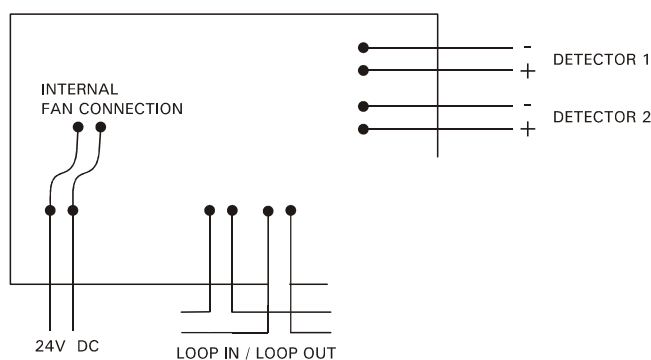 -
DETECTOR 1
+
INTERNAL
FAN CONNECTION
-
DETECTOR 2
+
24V DC
LOOP IN / LOOP OUT